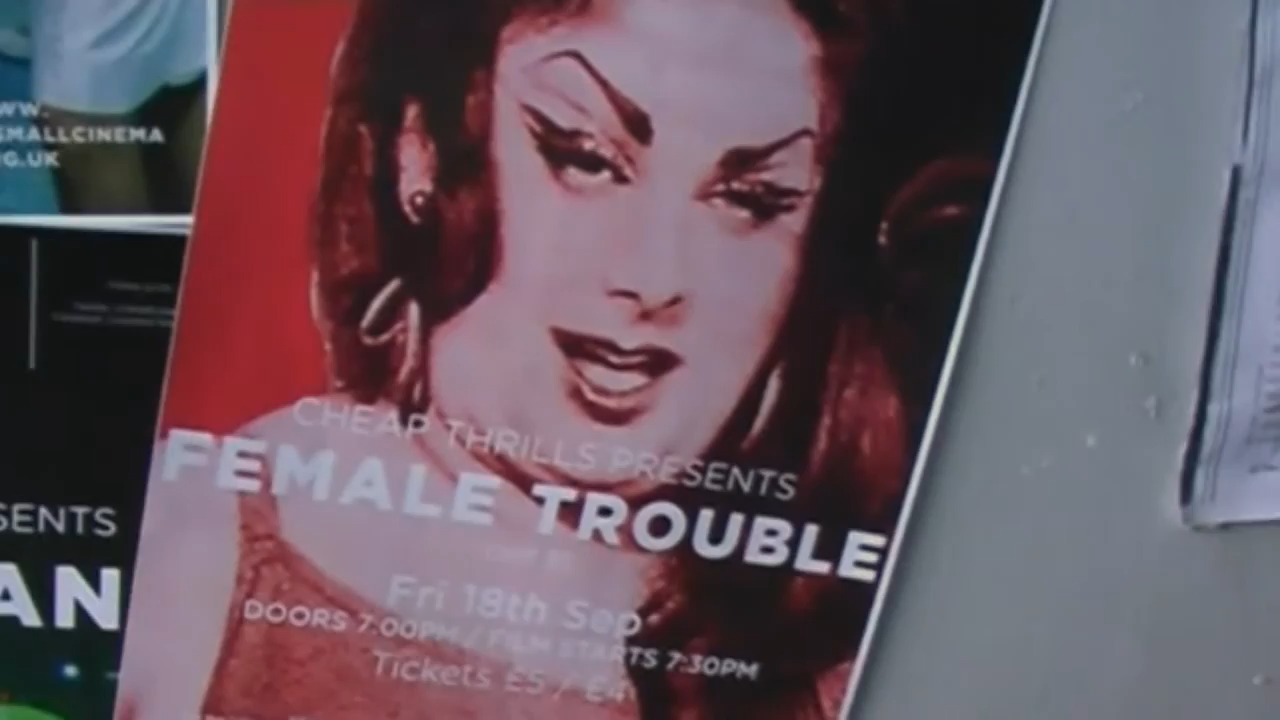 WW.
SMALLCINEMA
G.UK
SENTS
AN
CHEAP THRILLS PRESENTS
FEMALE TROUBLE
Fri 18th Sep
DOORS 7:00PM / FILM STARTS 7:30PM
Tickets £5 / £4